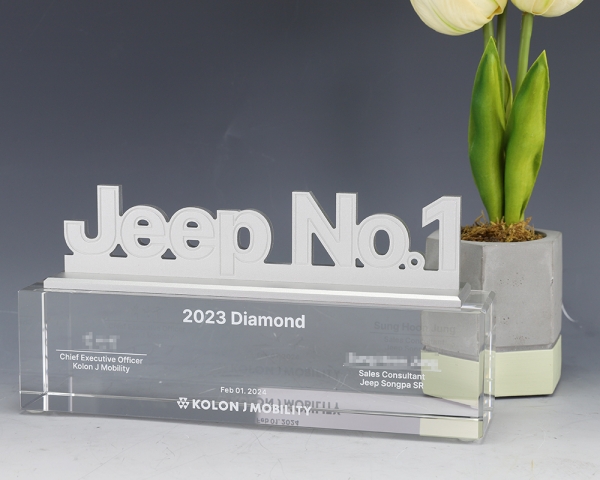 Jeep No.1
2023 Diamond
Chief Executive Officer
Kolon J Mobility
Sales Consultant
Jeep Songpa SR
Feb 01. 2024
KOLON J MOBILITY